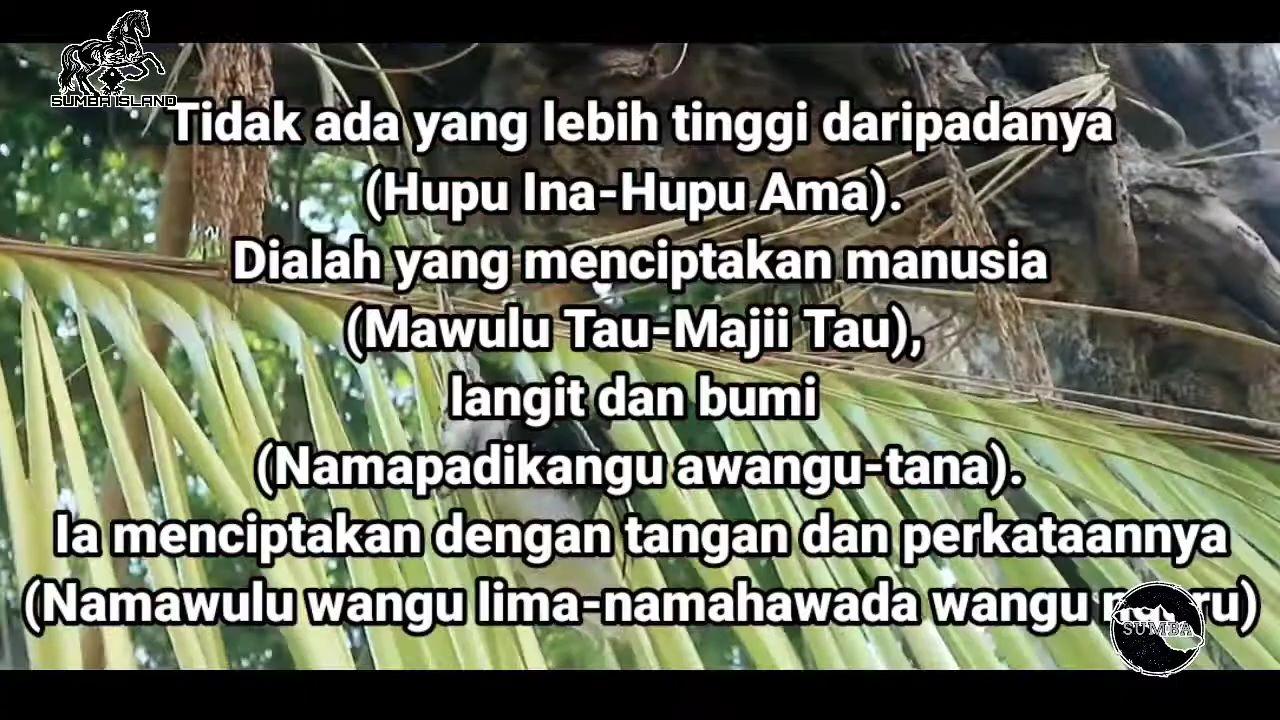 SUMBA ISLAND
Tidak ada yang lebih tinggi daripadanya
(Hupu Ina-Hupu Ama).
Dialah yang menciptakan manusia
(Mawulu Tau-Majii Tau),
langit dan bumi
(Namapadikangu awangu-tana).
Ia menciptakan dengan tangan dan perkataannya
(Namawulu wangu lima-namahawada wangu
SUMBA